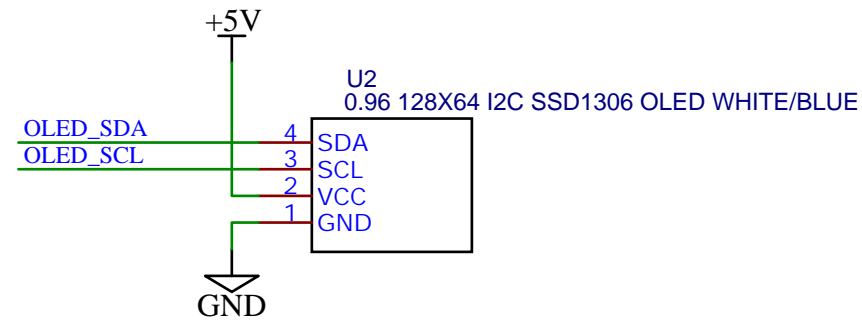 +5V
U2
0.96 128X64 I2C SSD1306 OLED WHITE/BLUE
OLED_SDA
4
SDA
OLED_SCL
3
SCL
2
VCC
1
GND
GND